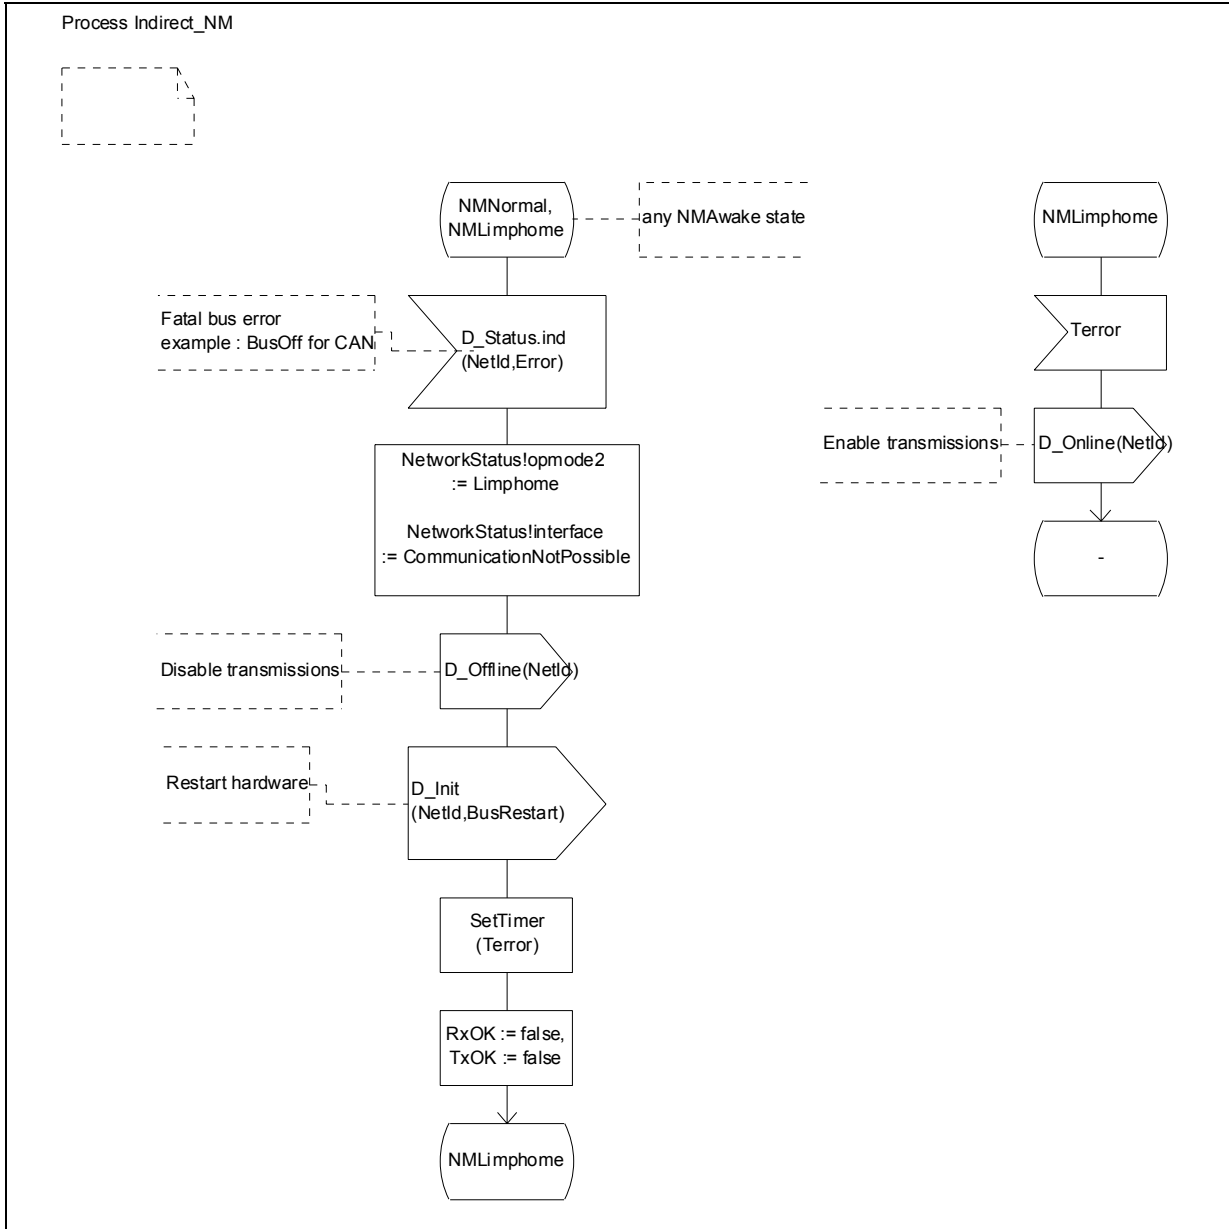 Process Indirect_NM
NMNormal,
NMLimphome
any NMAwake state
Fatal bus error
example : BusOff for CAN
D_Status.ind
(NetId,Error)
NetworkStatus!opmode2
:= Limphome
NetworkStatus!interface
:= CommunicationNotPossible
Disable transmissions
D_Offline(NetId)
Restart hardware
D_Init
(NetId,BusRestart)
SetTimer
(Terror)
RxOK := false,
TxOK := false
NMLimphome
NMLimphome
Terror
Enable transmissions
D_Online(NetId)
-